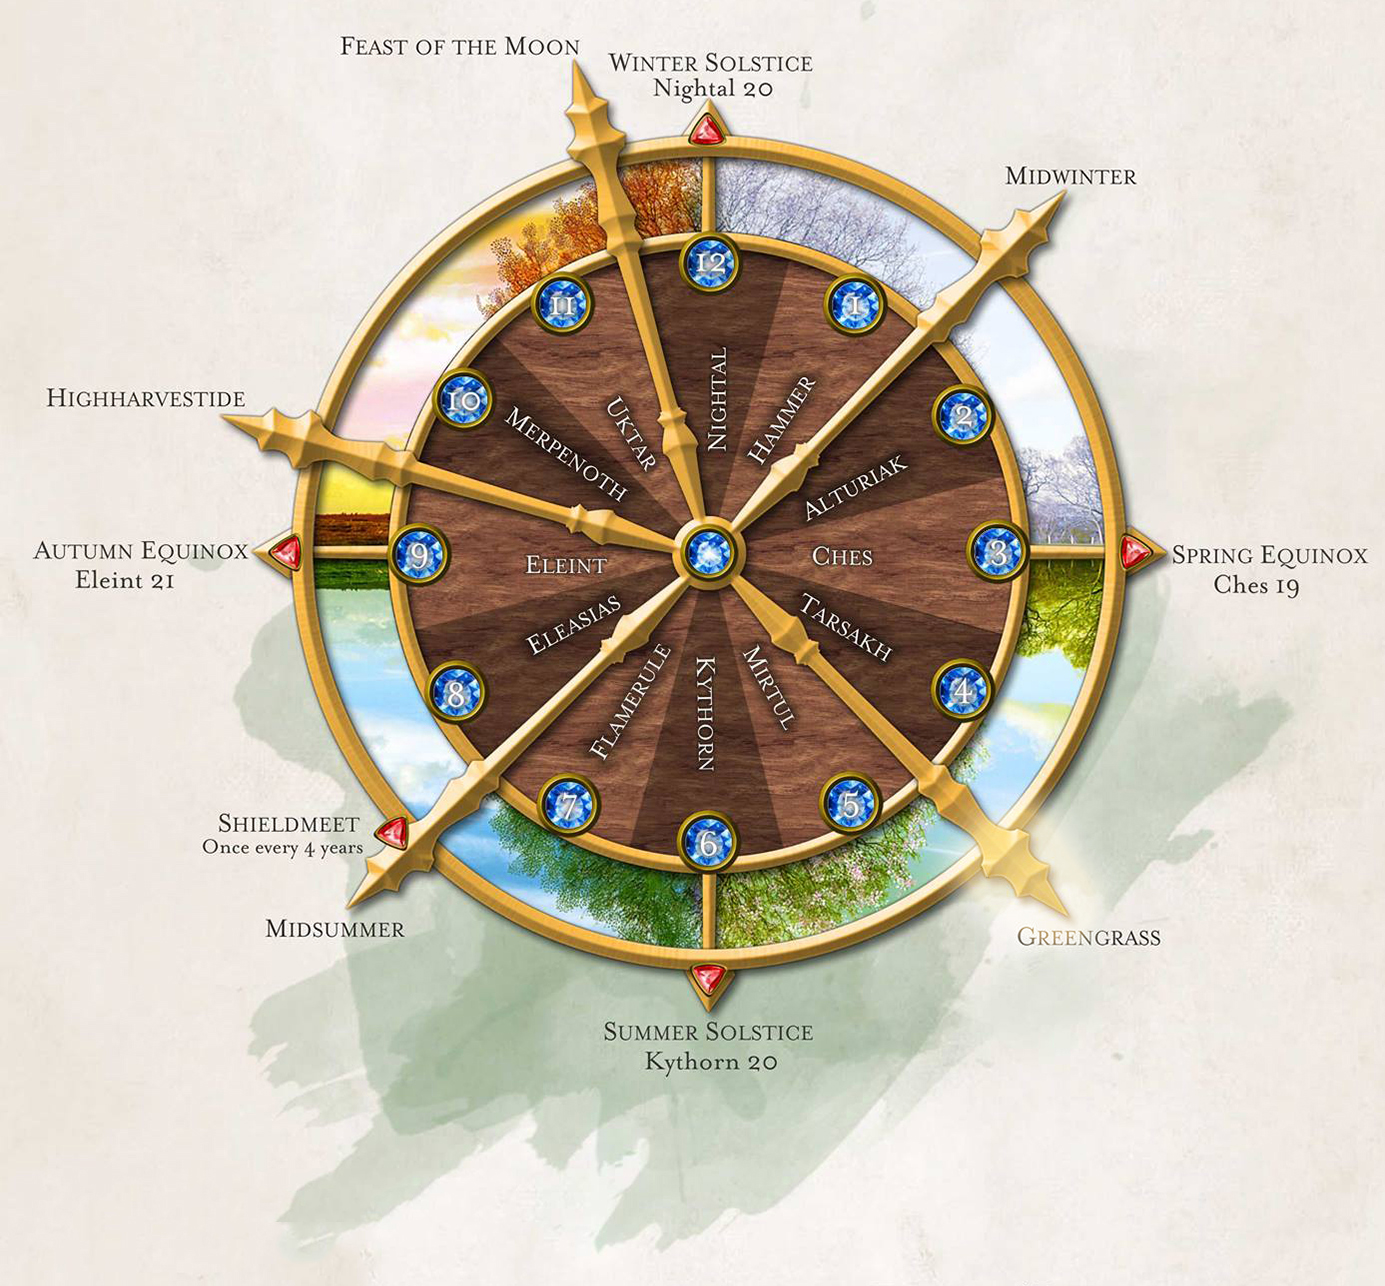 FEAST OF THE MOON
WINTER SOLSTICE
Nightal 20
MIDWINTER
HIGHHARVESTIDE
AUTUMN EQUINOX
Eleint 21
SPRING EQUINOX
Ches 19
SHIELDMEET
Once every 4 years
MIDSUMMER
GREENGRASS
SUMMER SOLSTICE
Kythorn 20
12
1
2
3
4
5
6
7
8
9
10
11
NIGHTAL
HAMMER
ALTURIAK
CHES
TARSAKH
MIRTUL
KYTHORN
FLAMERULE
ELEASIAS
ELEINT
MERPENOTH
UKTAR